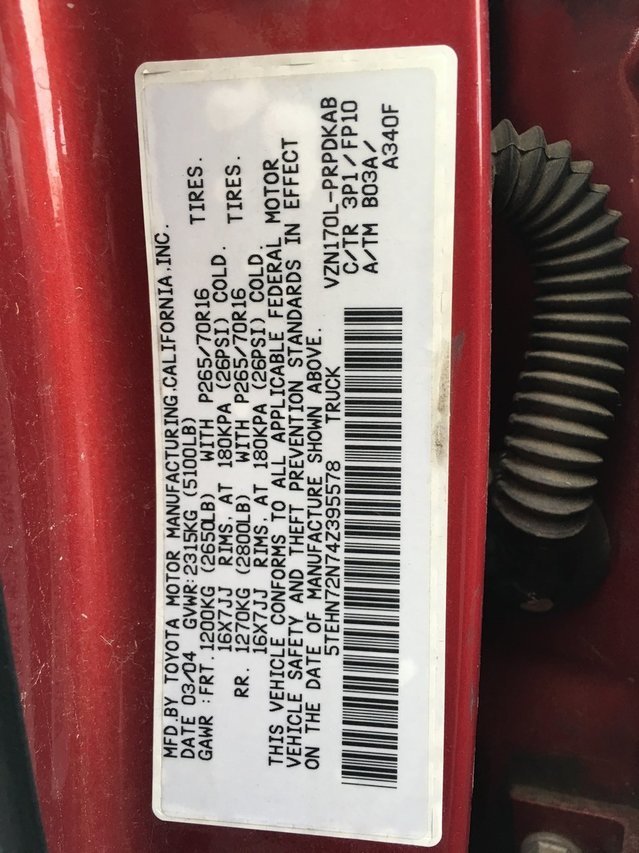 MFD.BY TOYOTA MOTOR MANUFACTURING.CALIFORNIA.INC.
DATE 03/04 GVWR:2315KG (5100LB)
GAWR :FRT.1200KG (2650LB) WITH P265/70R16 TIRES.
16X7JJ RIMS. AT 180KPA (26PSI) COLD.
RR. 1270KG (2800LB) WITH P265/70R16 TIRES.
16X7JJ RIMS. AT 180KPA (26PSI) COLD.
THIS VEHICLE CONFORMS TO ALL APPLICABLE FEDERAL MOTOR
VEHICLE SAFETY AND THEFT PREVENTION STANDARDS IN EFFECT
ON THE DATE OF MANUFACTURE SHOWN ABOVE.
5TEHN72N74Z395578 TRUCK VZN170L-PRPDKAB
C/TR 3P1/FP10
A/TM B03A/
A340F